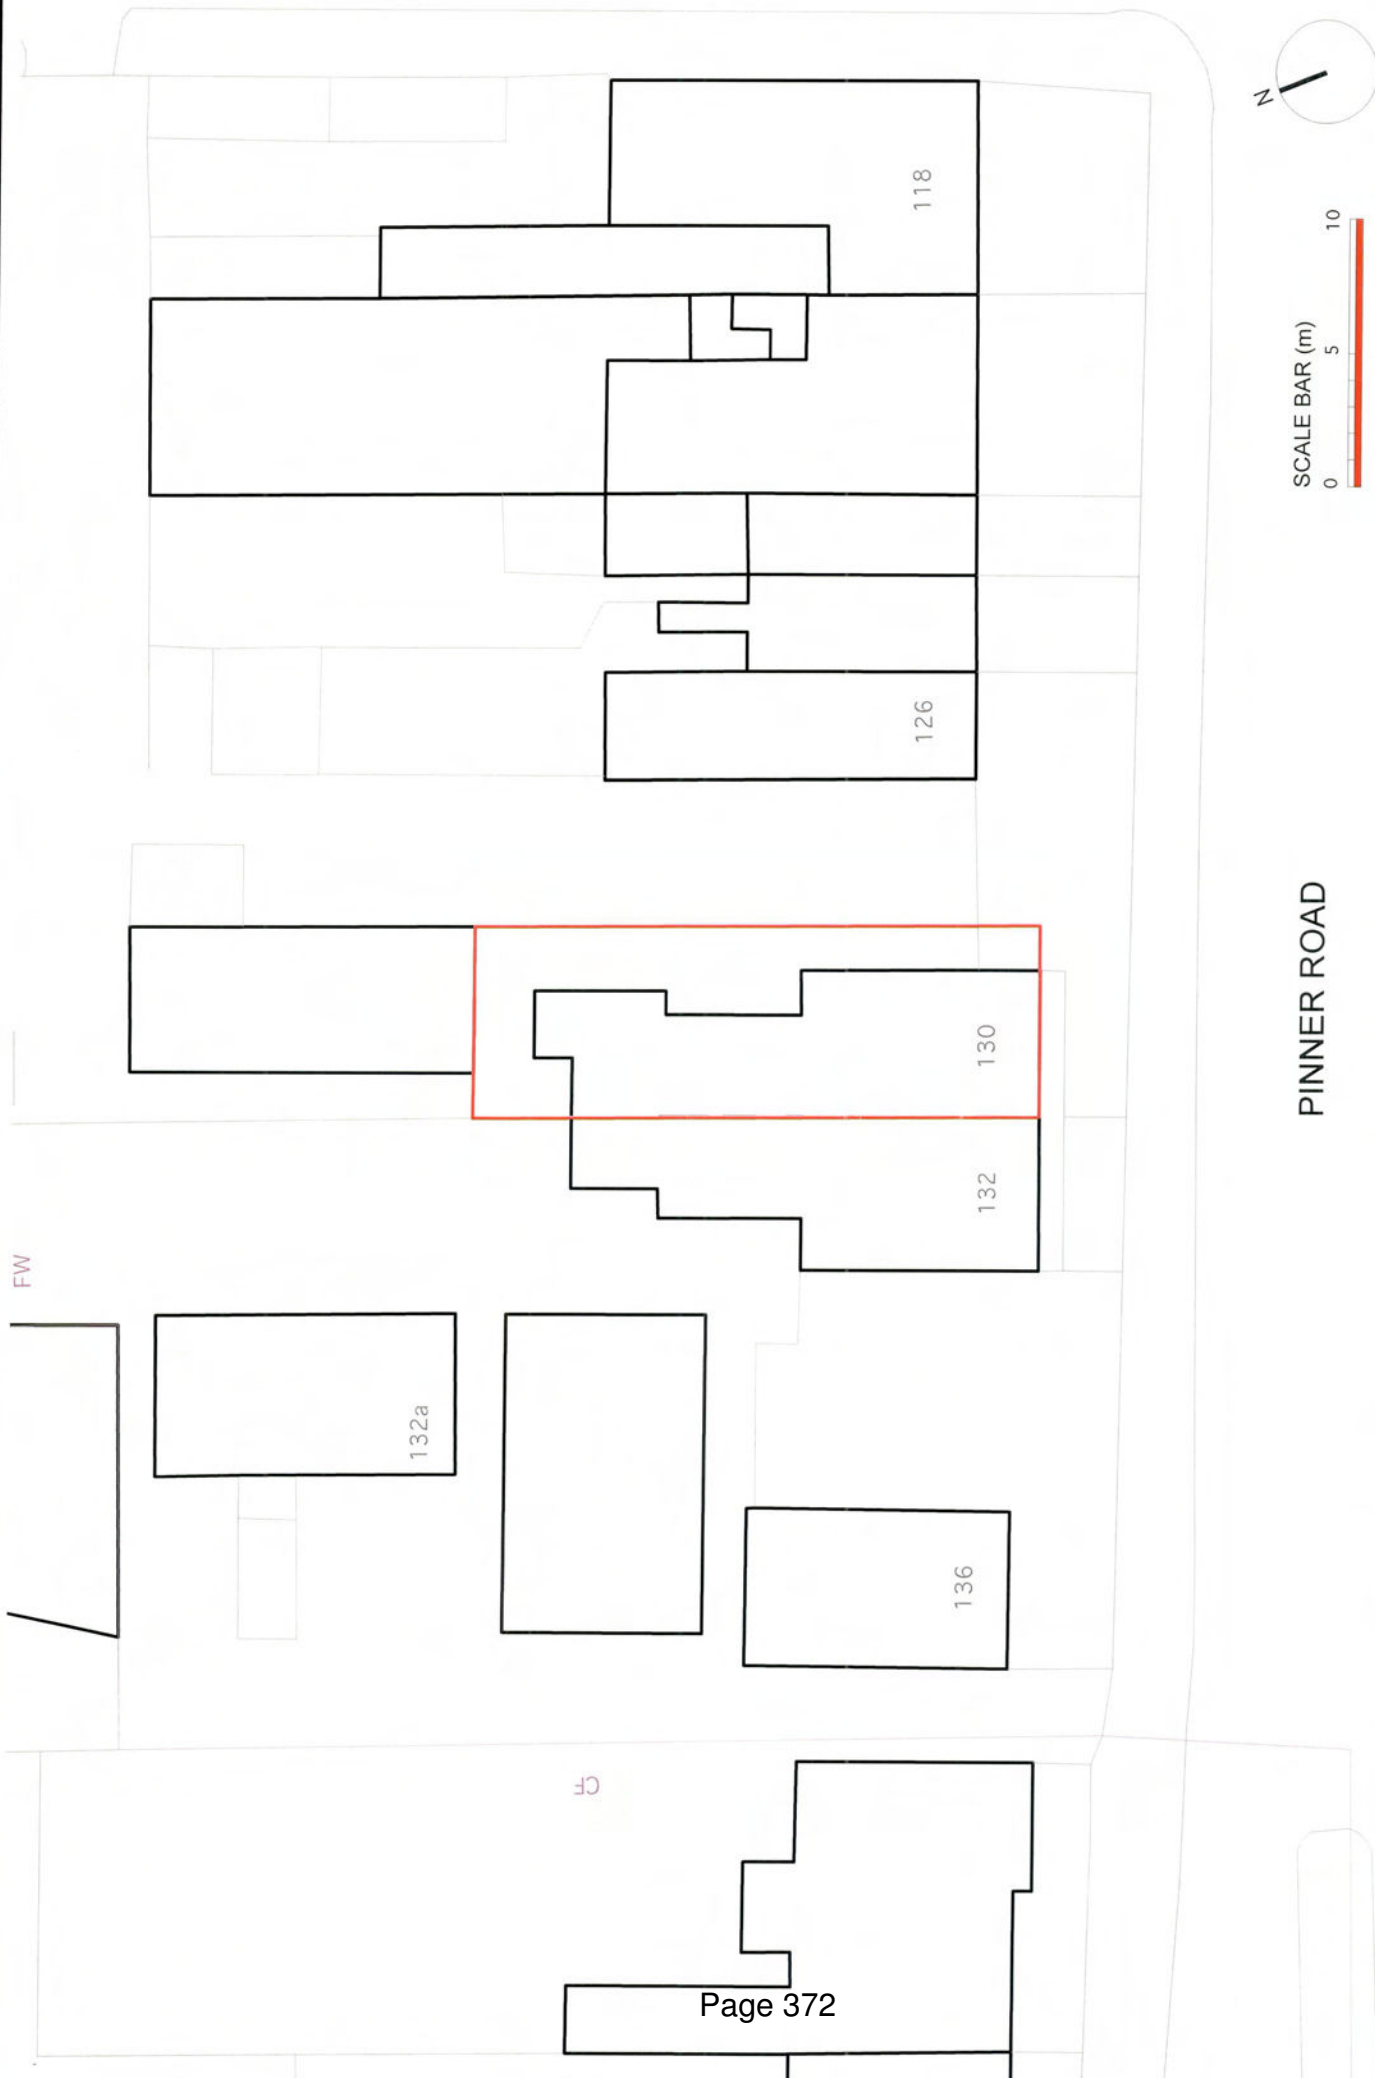 N
118
SCALE BAR (m)
0 5 10
126
PINNER ROAD
130
132
FW
132a
136
CF
Page 372